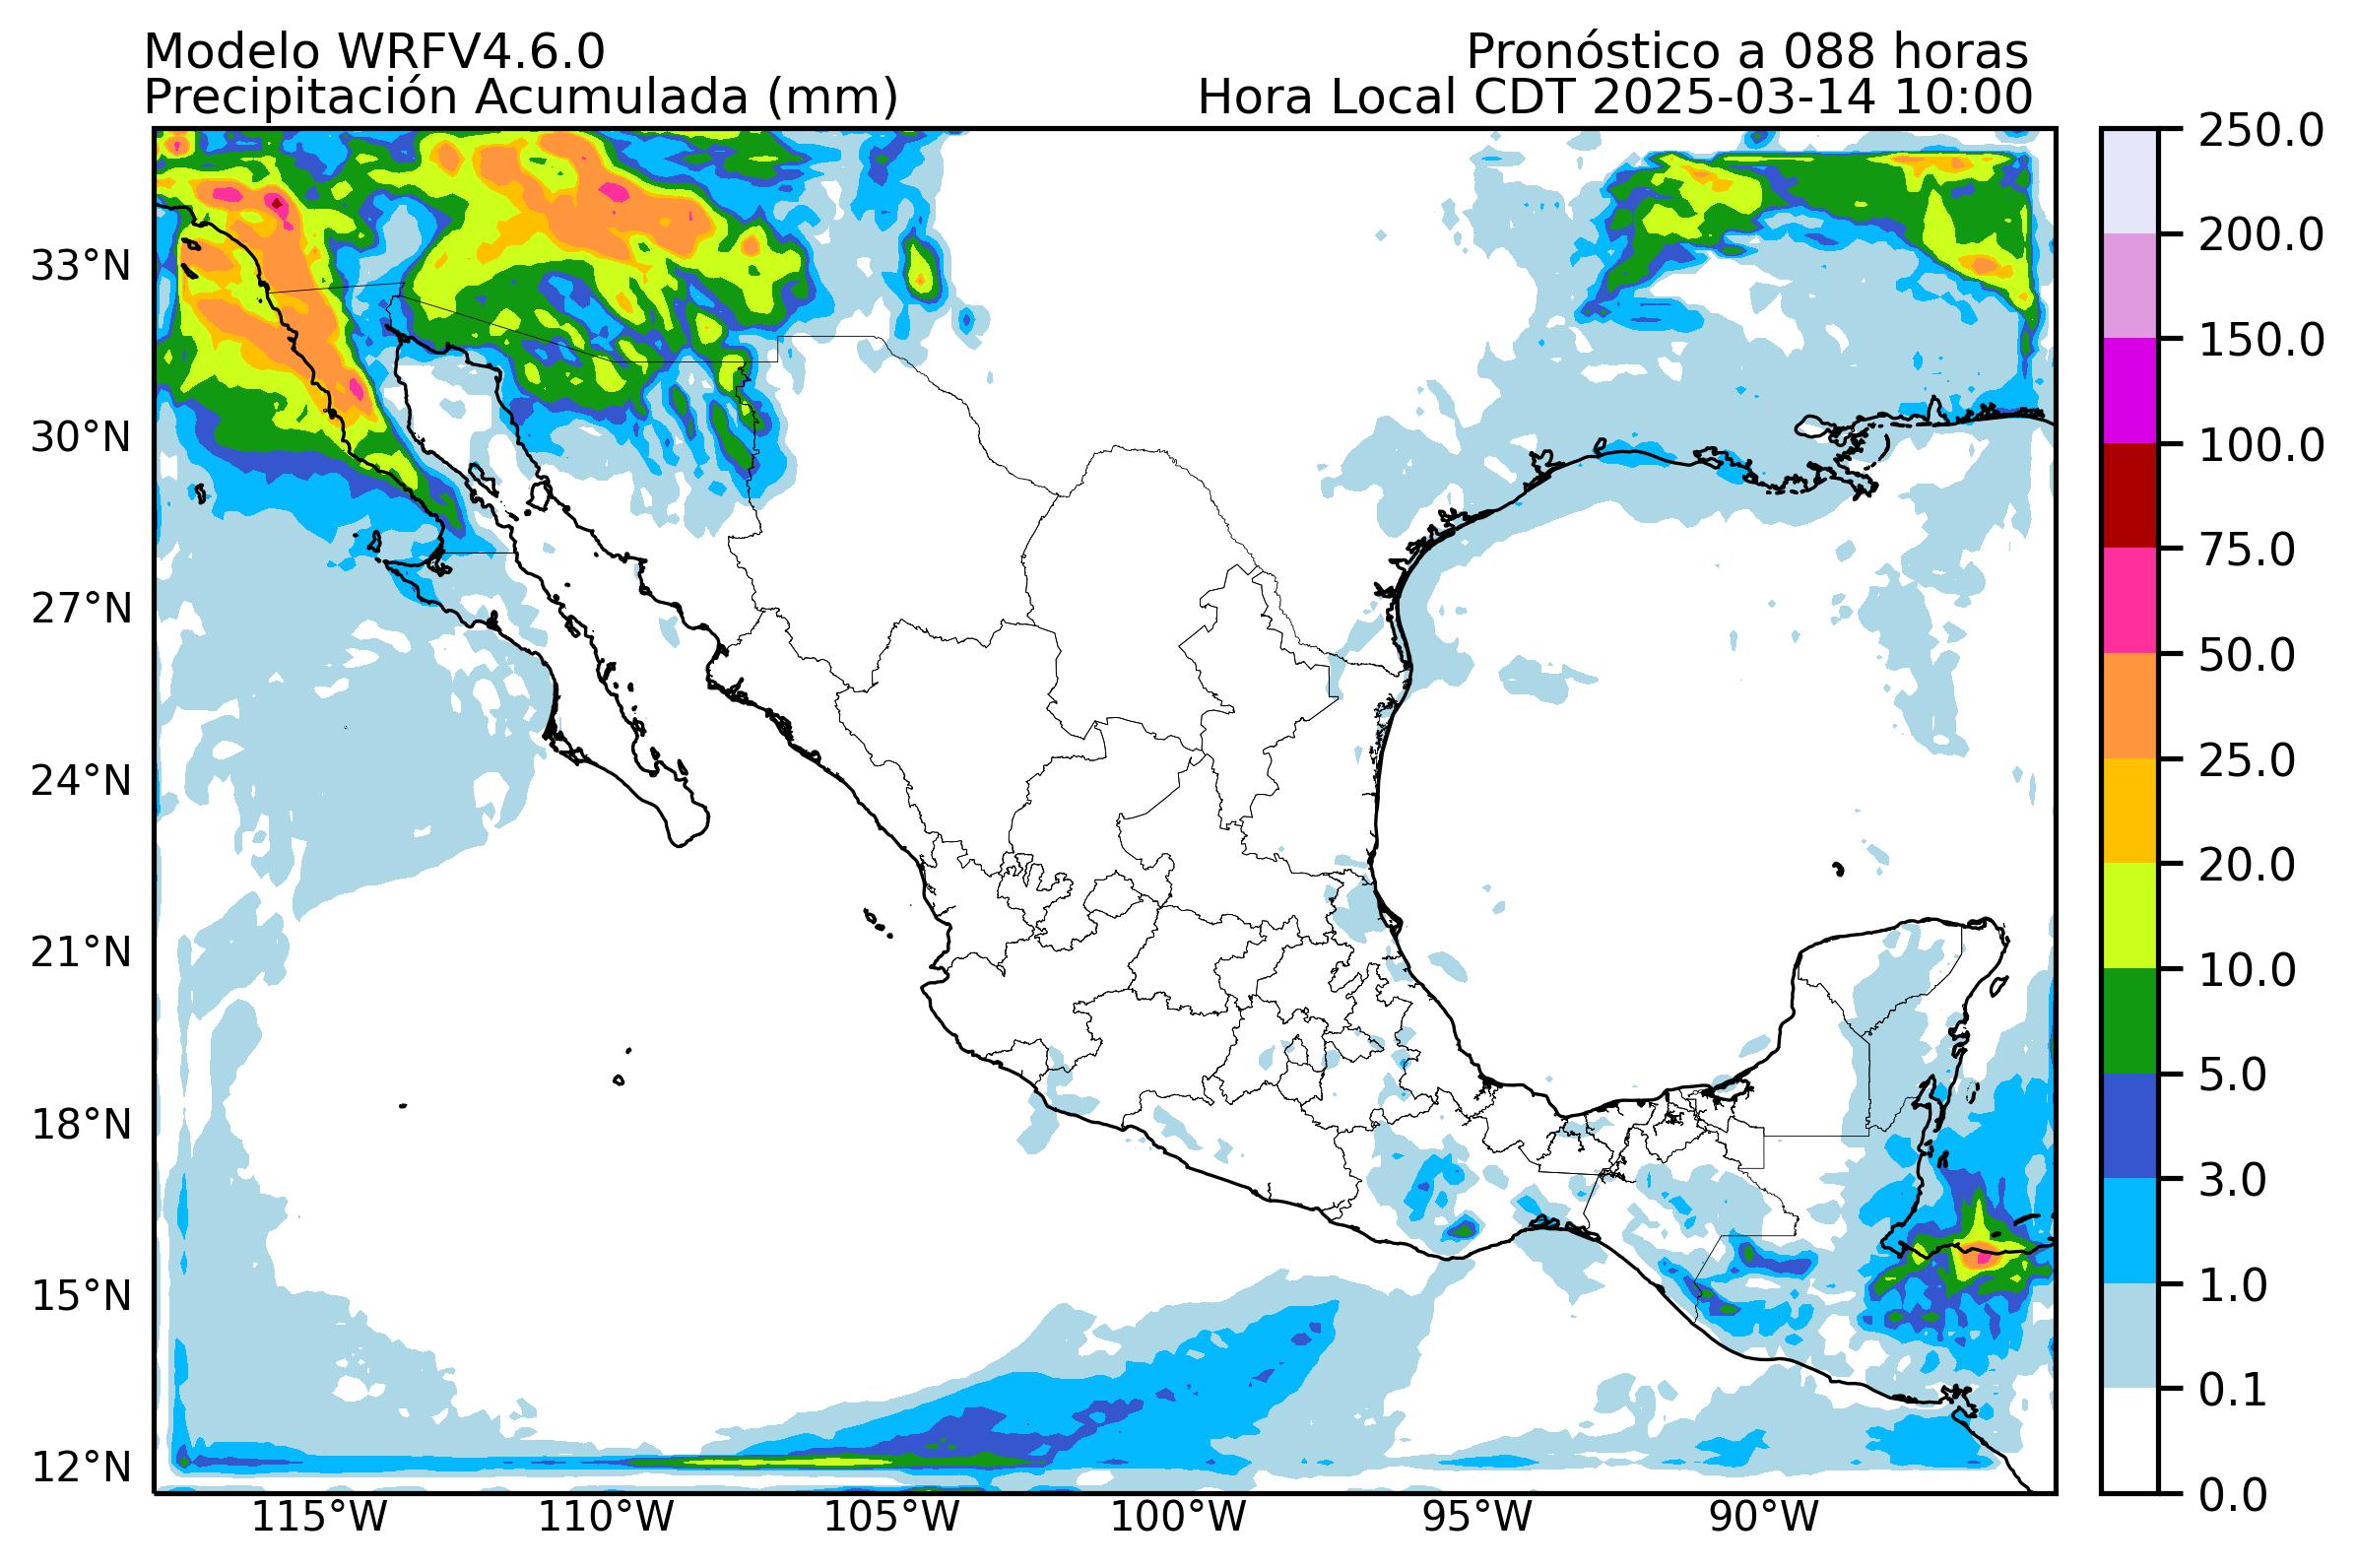 Modelo WRFV4.6.0
Pronóstico a 088 horas
Precipitación Acumulada (mm)
Hora Local CDT 2025-03-14 10:00
33°N
30°N
27°N
24°N
21°N
18°N
15°N
12°N
115°W
110°W
105°W
100°W
95°W
90°W
250.0
200.0
150.0
100.0
75.0
50.0
25.0
20.0
10.0
5.0
3.0
1.0
0.1
0.0